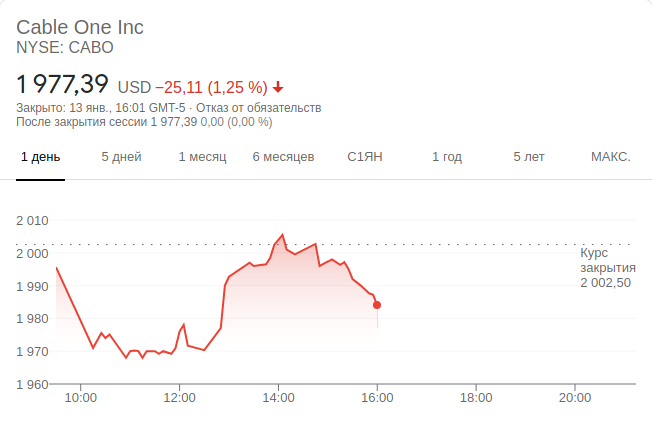 Cable One Inc
NYSE: CABO
1 977,39 USD −25,11 (1,25 %)
Закрыто: 13 янв., 16:01 GMT-5 · Отказ от обязательств
После закрытия сессии 1 977,39 0,00 (0,00 %)
1 день 5 дней 1 месяц 6 месяцев С1ЯН 1 год 5 лет МАКС.
2 010
2 000
Курс
закрытия
2 002,50
1 990
1 980
1 970
1 960
10:00 12:00 14:00 16:00 18:00 20:00